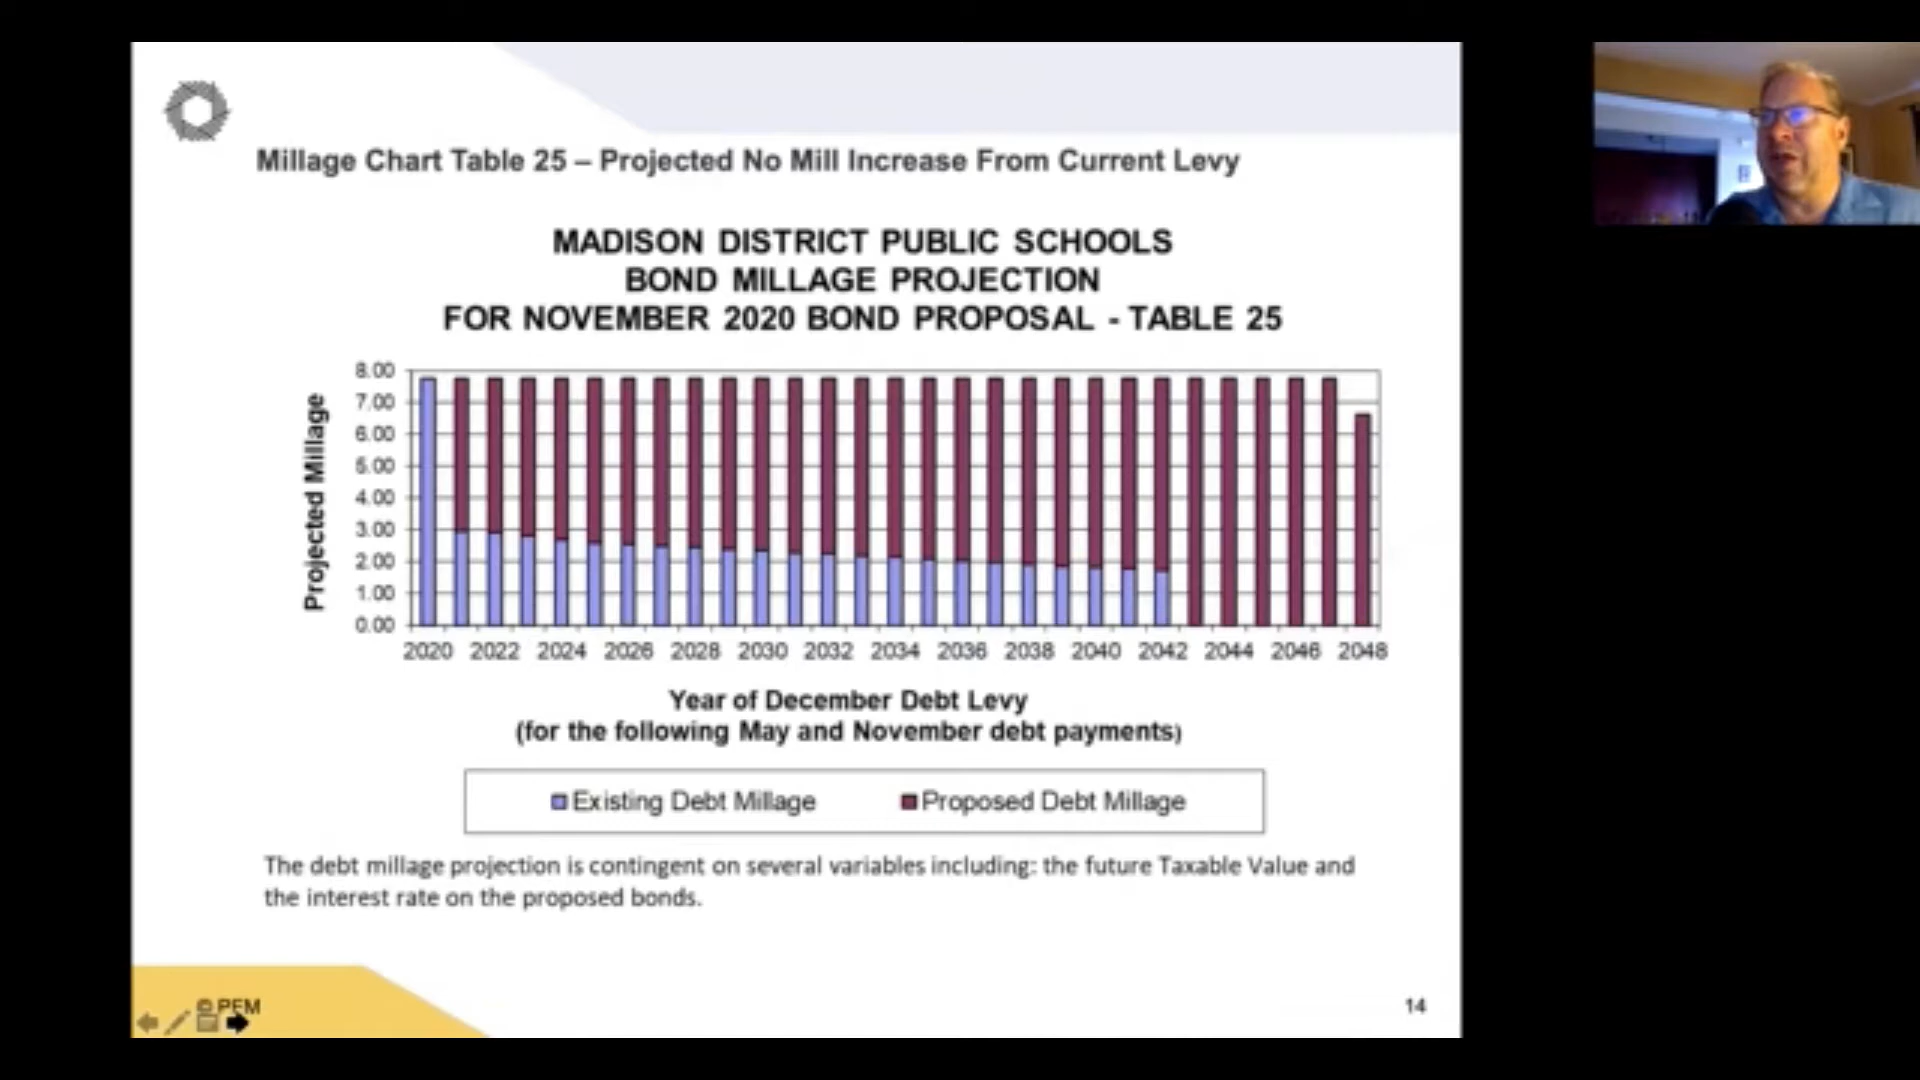 Millage Chart Table 25 – Projected No Mill Increase From Current Levy
MADISON DISTRICT PUBLIC SCHOOLS
BOND MILLAGE PROJECTION
FOR NOVEMBER 2020 BOND PROPOSAL - TABLE 25
Projected Millage
8.00
7.00
6.00
5.00
4.00
3.00
2.00
1.00
0.00
2020 2022 2024 2026 2028 2030 2032 2034 2036 2038 2040 2042 2044 2046 2048
Year of December Debt Levy
(for the following May and November debt payments)
Existing Debt Millage Proposed Debt Millage
The debt millage projection is contingent on several variables including: the future Taxable Value and
the interest rate on the proposed bonds.
© PFM
14